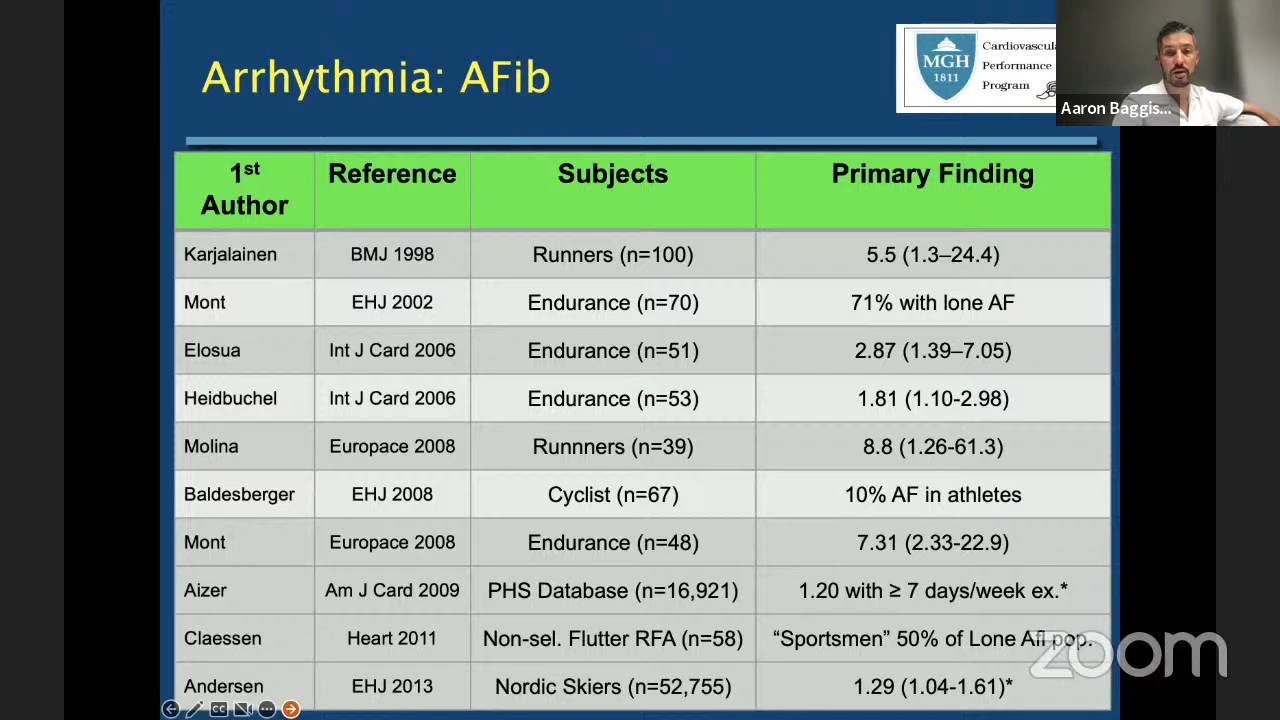 Arrhythmia: AFib
MGH
1811
Cardiovascula
Performance
Program
Aaron Baggis...
1st Author Reference Subjects Primary Finding
Karjalainen BMJ 1998 Runners (n=100) 5.5 (1.3–24.4)
Mont EHJ 2002 Endurance (n=70) 71% with lone AF
Elosua Int J Card 2006 Endurance (n=51) 2.87 (1.39–7.05)
Heidbuchel Int J Card 2006 Endurance (n=53) 1.81 (1.10-2.98)
Molina Europace 2008 Runnners (n=39) 8.8 (1.26-61.3)
Baldesberger EHJ 2008 Cyclist (n=67) 10% AF in athletes
Mont Europace 2008 Endurance (n=48) 7.31 (2.33-22.9)
Aizer Am J Card 2009 PHS Database (n=16,921) 1.20 with ≥ 7 days/week ex.*
Claessen Heart 2011 Non-sel. Flutter RFA (n=58) “Sportsmen” 50% of Lone Afl pop.
Andersen EHJ 2013 Nordic Skiers (n=52,755) 1.29 (1.04-1.61)*
zoom
CC